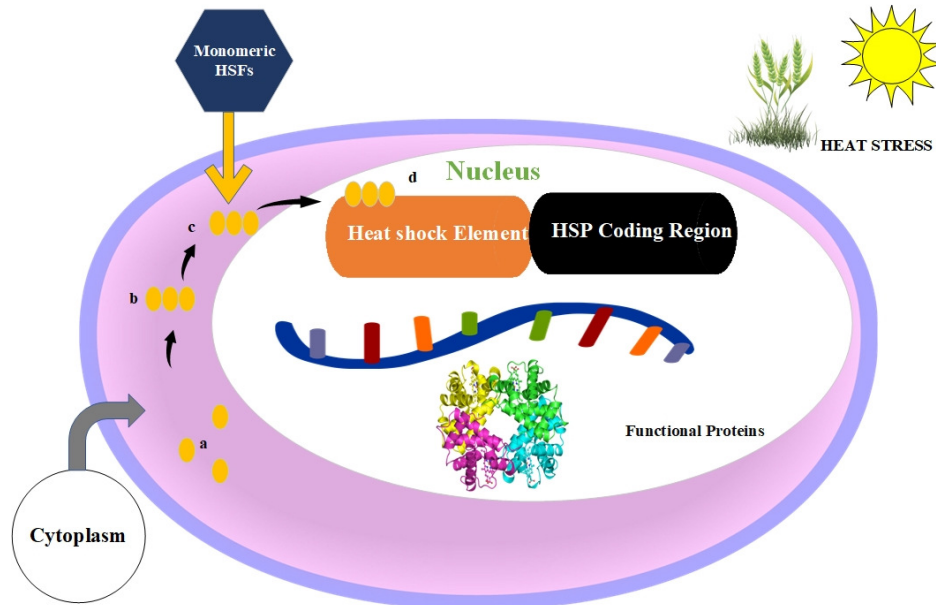 Monomeric
HSFs
HEAT STRESS
Nucleus
d
c
Heat shock Element
HSP Coding Region
b
a
Functional Proteins
Cytoplasm